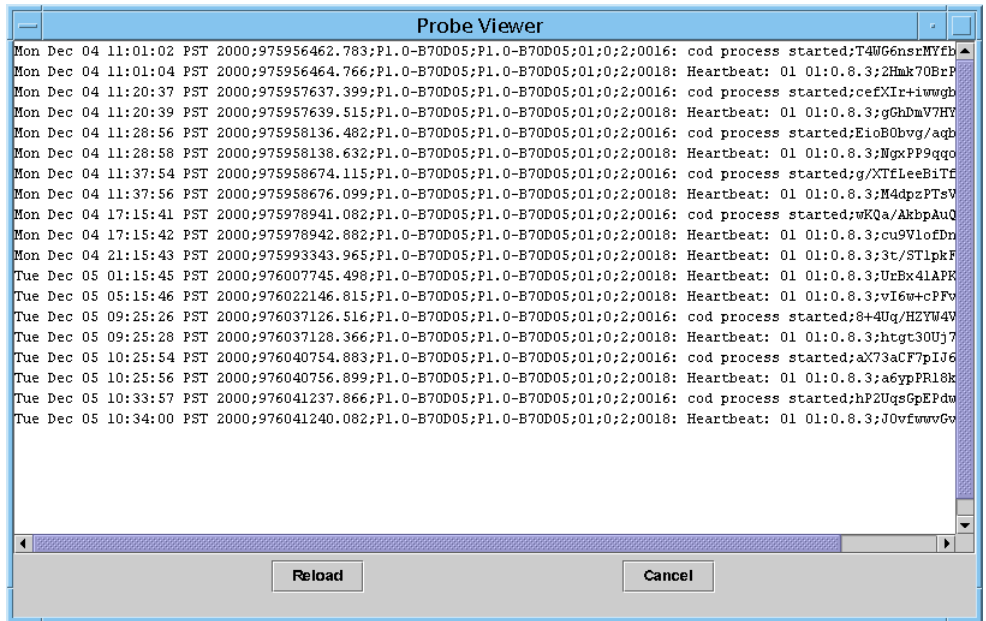 Probe Viewer
Mon Dec 04 11:01:02 PST 2000;975956462.783;P1.0-B70D05;P1.0-B70D05;01;0;2;0016: cod process started;T4WG6nsrMYfb
Mon Dec 04 11:01:04 PST 2000;975956464.766;P1.0-B70D05;P1.0-B70D05;01;0;2;0018: Heartbeat: 01 01:0.8.3;2Hmk70BrP
Mon Dec 04 11:20:37 PST 2000;975957637.399;P1.0-B70D05;P1.0-B70D05;01;0;2;0016: cod process started;cefXIr+iwwgb
Mon Dec 04 11:20:39 PST 2000;975957639.515;P1.0-B70D05;P1.0-B70D05;01;0;2;0018: Heartbeat: 01 01:0.8.3;gGhDmV7HY
Mon Dec 04 11:28:56 PST 2000;975958136.482;P1.0-B70D05;P1.0-B70D05;01;0;2;0016: cod process started;EioB0bvg/aqb
Mon Dec 04 11:28:58 PST 2000;975958138.632;P1.0-B70D05;P1.0-B70D05;01;0;2;0018: Heartbeat: 01 01:0.8.3;NgxPP9qqo
Mon Dec 04 11:37:54 PST 2000;975958674.115;P1.0-B70D05;P1.0-B70D05;01;0;2;0016: cod process started;g/XTfLeeBiTf
Mon Dec 04 11:37:56 PST 2000;975958676.099;P1.0-B70D05;P1.0-B70D05;01;0;2;0018: Heartbeat: 01 01:0.8.3;M4dpzPTsV
Mon Dec 04 17:15:41 PST 2000;975978941.082;P1.0-B70D05;P1.0-B70D05;01;0;2;0016: cod process started;wKQa/AkbpAuQ
Mon Dec 04 17:15:42 PST 2000;975978942.882;P1.0-B70D05;P1.0-B70D05;01;0;2;0018: Heartbeat: 01 01:0.8.3;cu9VlofDn
Mon Dec 04 21:15:43 PST 2000;975993343.965;P1.0-B70D05;P1.0-B70D05;01;0;2;0018: Heartbeat: 01 01:0.8.3;3t/STlpkF
Tue Dec 05 01:15:45 PST 2000;976007745.498;P1.0-B70D05;P1.0-B70D05;01;0;2;0018: Heartbeat: 01 01:0.8.3;UrBx4lAPK
Tue Dec 05 05:15:46 PST 2000;976022146.815;P1.0-B70D05;P1.0-B70D05;01;0;2;0018: Heartbeat: 01 01:0.8.3;vI6w+cPFv
Tue Dec 05 09:25:26 PST 2000;976037126.516;P1.0-B70D05;P1.0-B70D05;01;0;2;0016: cod process started;8+4Uq/HZYW4V
Tue Dec 05 09:25:28 PST 2000;976037128.366;P1.0-B70D05;P1.0-B70D05;01;0;2;0018: Heartbeat: 01 01:0.8.3;htgt30Uj7
Tue Dec 05 10:25:54 PST 2000;976040754.883;P1.0-B70D05;P1.0-B70D05;01;0;2;0016: cod process started;aX73aCF7pIJ6
Tue Dec 05 10:25:56 PST 2000;976040756.899;P1.0-B70D05;P1.0-B70D05;01;0;2;0018: Heartbeat: 01 01:0.8.3;a6ypPR18k
Tue Dec 05 10:33:57 PST 2000;976041237.866;P1.0-B70D05;P1.0-B70D05;01;0;2;0016: cod process started;hP2UqsGpEPdw
Tue Dec 05 10:34:00 PST 2000;976041240.082;P1.0-B70D05;P1.0-B70D05;01;0;2;0018: Heartbeat: 01 01:0.8.3;J0vfwwvGv
Reload
Cancel